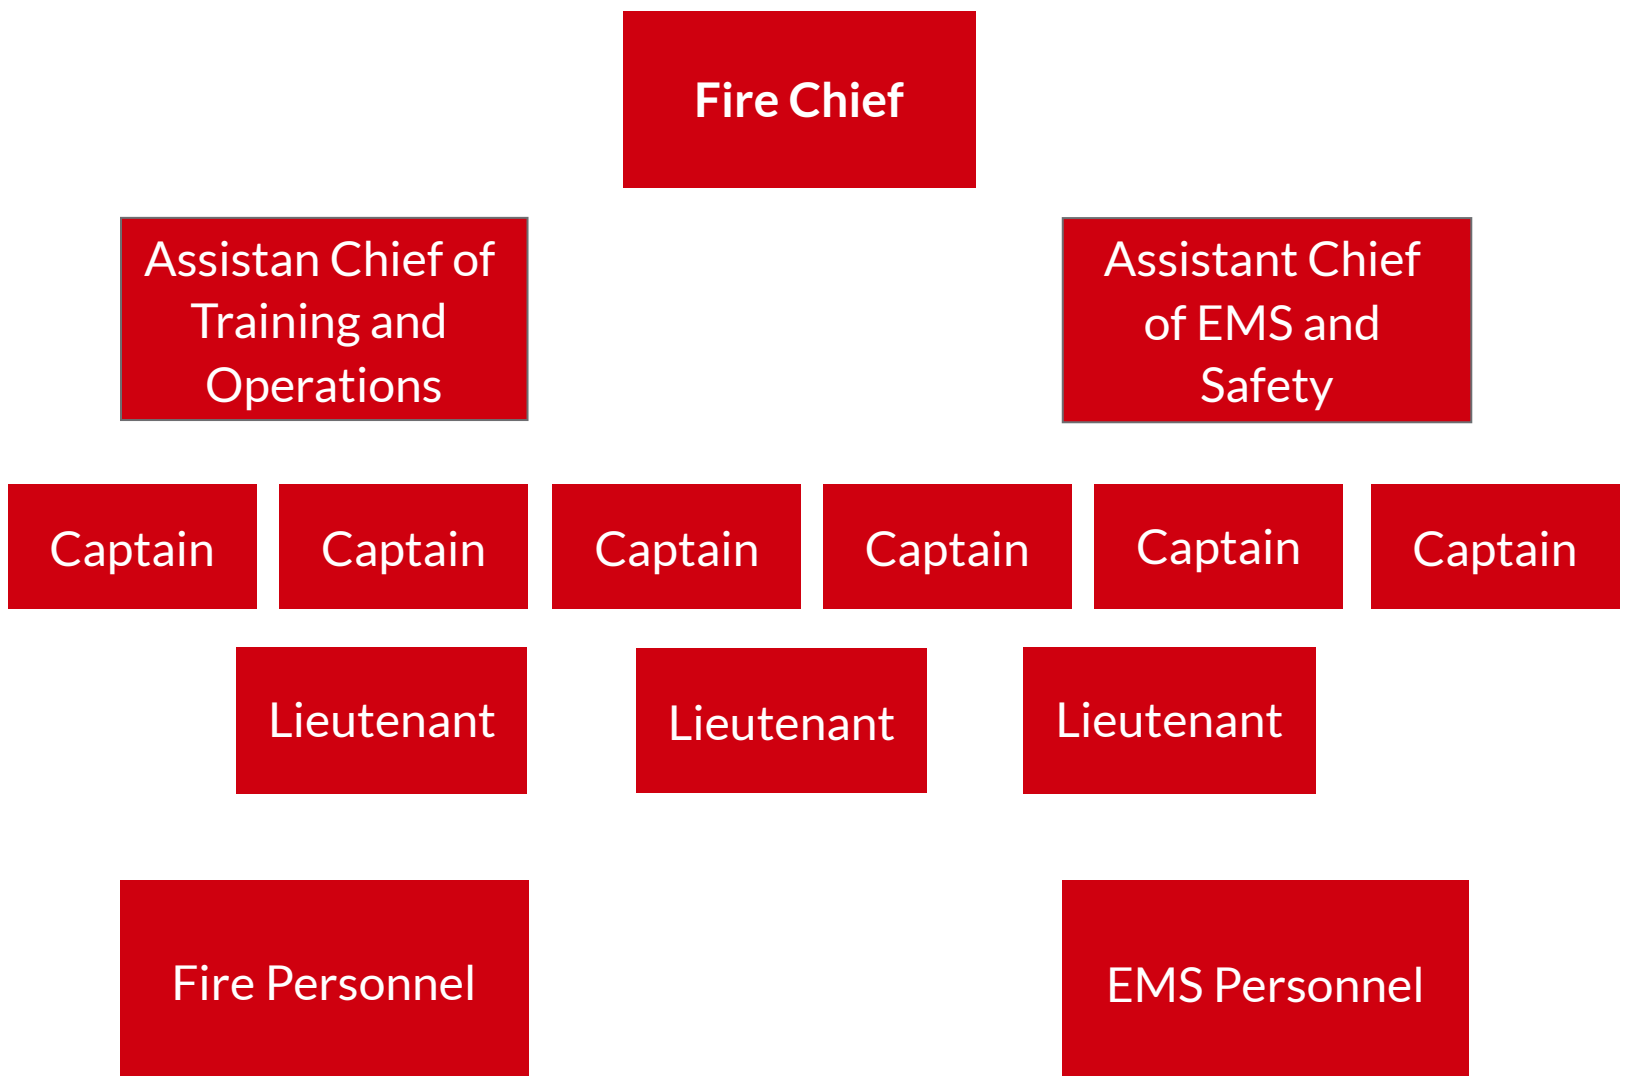 Fire Chief
Assistan Chief of
Training and
Operations
Assistant Chief
of EMS and
Safety
Captain
Captain
Captain
Captain
Captain
Captain
Lieutenant
Lieutenant
Lieutenant
Fire Personnel
EMS Personnel